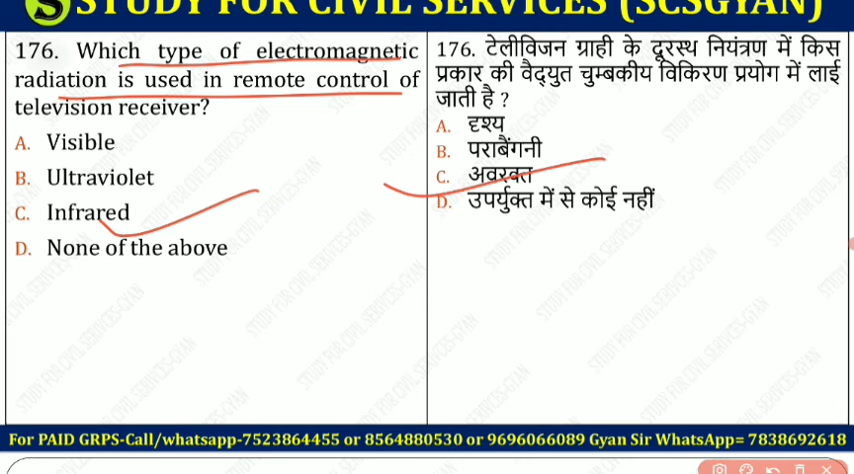 STUDY FOR CIVIL SERVICES (SCSGYAN)
176. Which type of electromagnetic
radiation is used in remote control of
television receiver?
A. Visible
B. Ultraviolet
C. Infrared
D. None of the above
176. टेलीविजन ग्राही के दूरस्थ नियंत्रण में किस
प्रकार की वैद्युत चुम्बकीय विकिरण प्रयोग में लाई
जाती है ?
A. दृश्य
B. पराबैंगनी
C. अवरक्त
D. उपर्युक्त में से कोई नहीं
For PAID GRPS-Call/whatsapp-7523864455 or 8564880530 or 9696066089 Gyan Sir WhatsApp= 7838692618